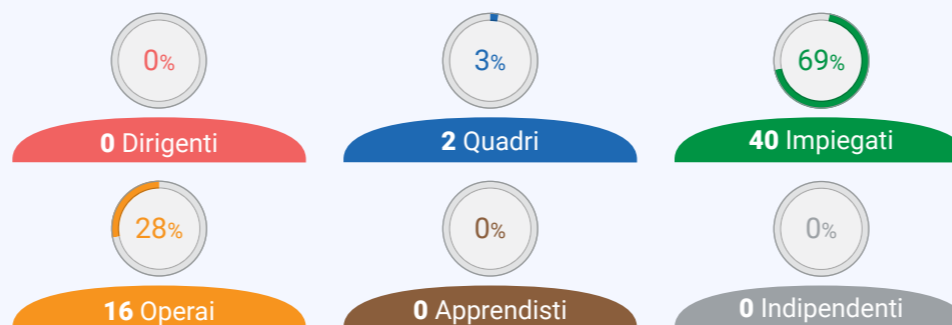 0% 3% 69%
0 Dirigenti 2 Quadri 40 Impiegati
28% 0% 0%
16 Operai 0 Apprendisti 0 Indipendenti